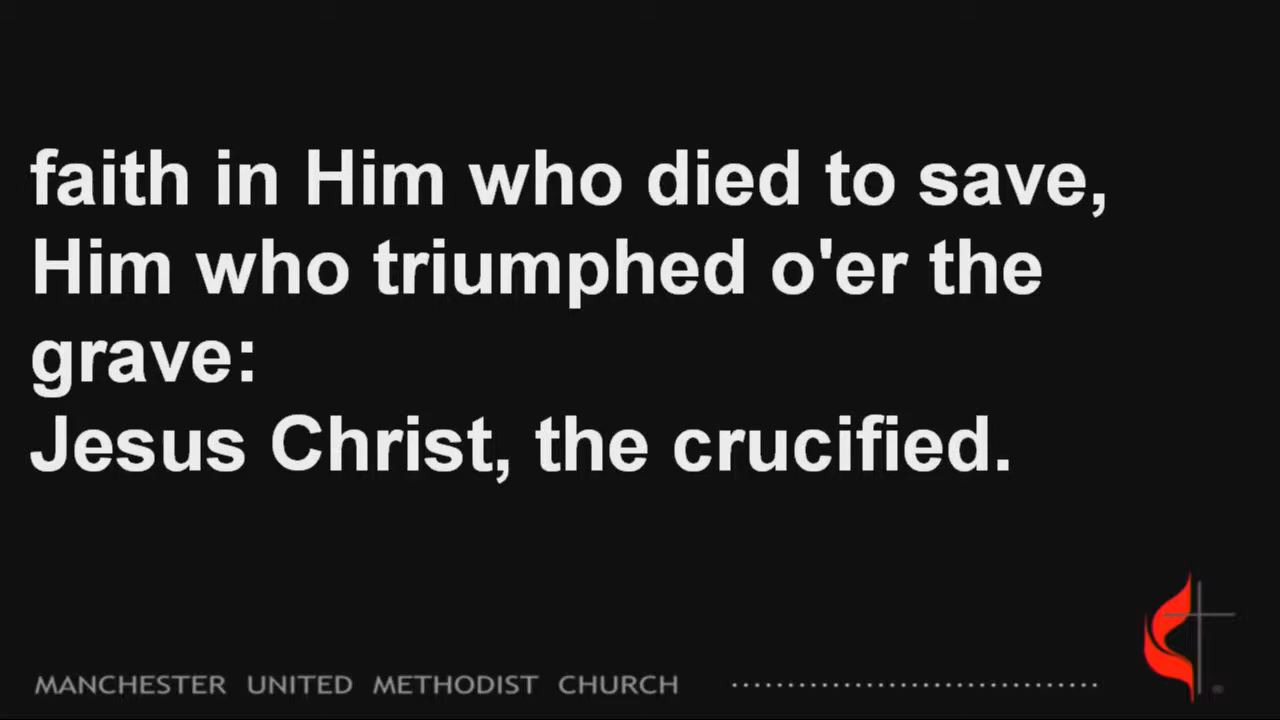 faith in Him who died to save,
Him who triumphed o'er the
grave:
Jesus Christ, the crucified.
MANCHESTER UNITED METHODIST CHURCH